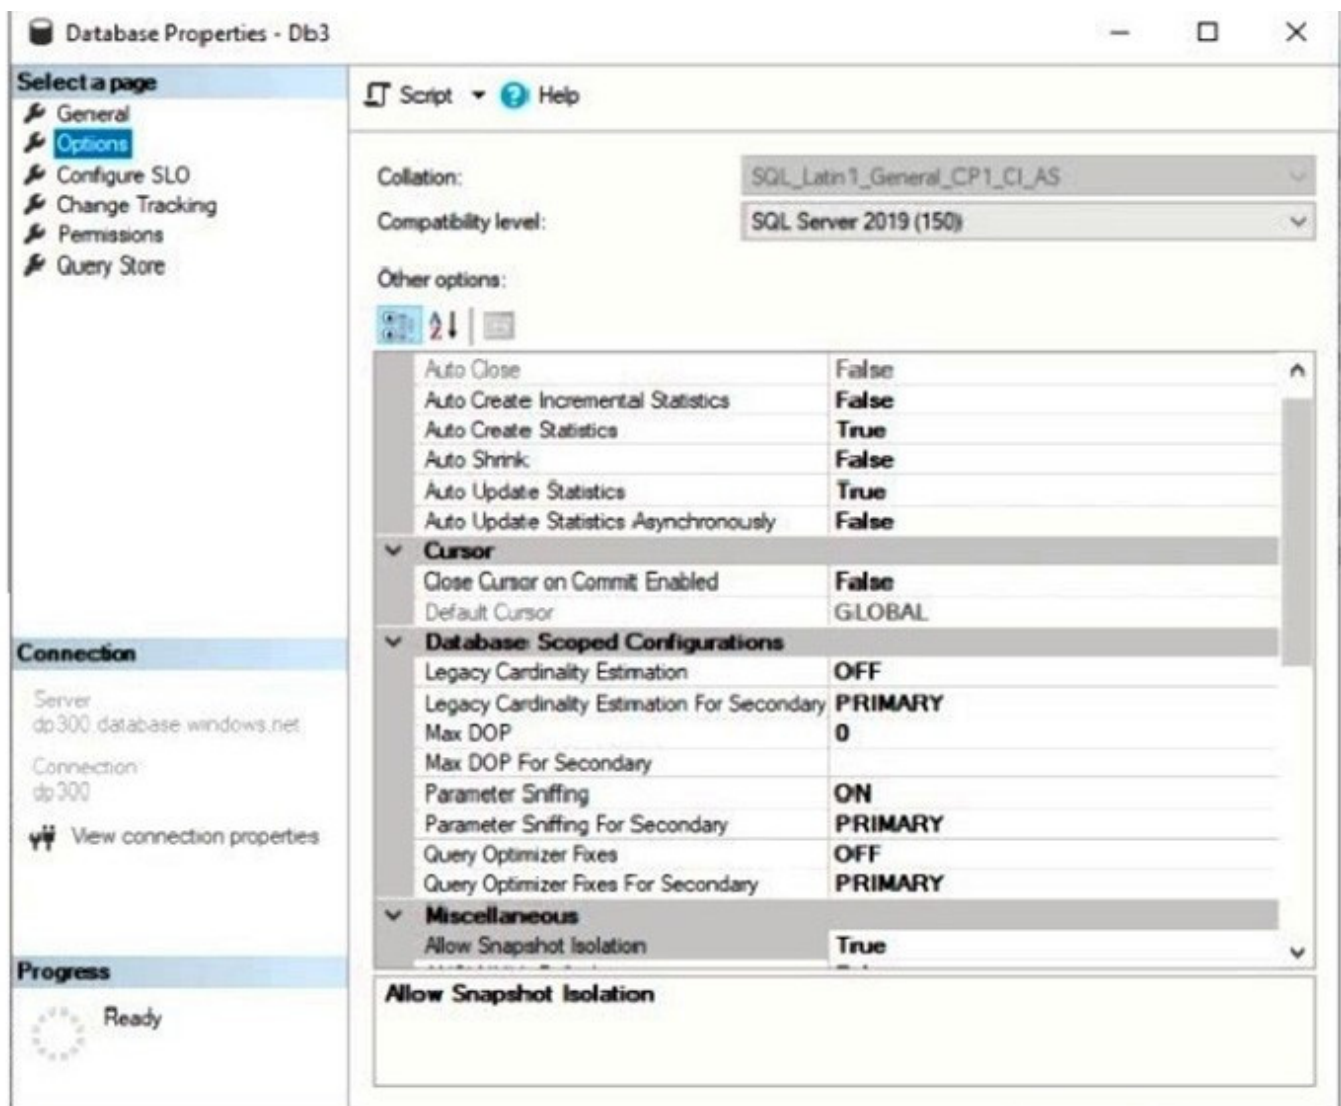 Database Properties - Db3
Select a page
General
Options
Configure SLO
Change Tracking
Permissions
Query Store
Script
Help
Collation: SQL_Latin1_General_CP1_CI_AS
Compatibility level: SQL Server 2019 (150)
Other options:
Auto Close False
Auto Create Incremental Statistics False
Auto Create Statistics True
Auto Shrink False
Auto Update Statistics True
Auto Update Statistics Asynchronously False
Cursor
Close Cursor on Commit Enabled False
Default Cursor GLOBAL
Database Scoped Configurations
Legacy Cardinality Estimation OFF
Legacy Cardinality Estimation For Secondary PRIMARY
Max DOP 0
Max DOP For Secondary
Parameter Sniffing ON
Parameter Sniffing For Secondary PRIMARY
Query Optimizer Fixes OFF
Query Optimizer Fixes For Secondary PRIMARY
Miscellaneous
Allow Snapshot Isolation True
Allow Snapshot Isolation
Connection
Server
dp300.database.windows.net
Connection:
dp300
View connection properties
Progress
Ready